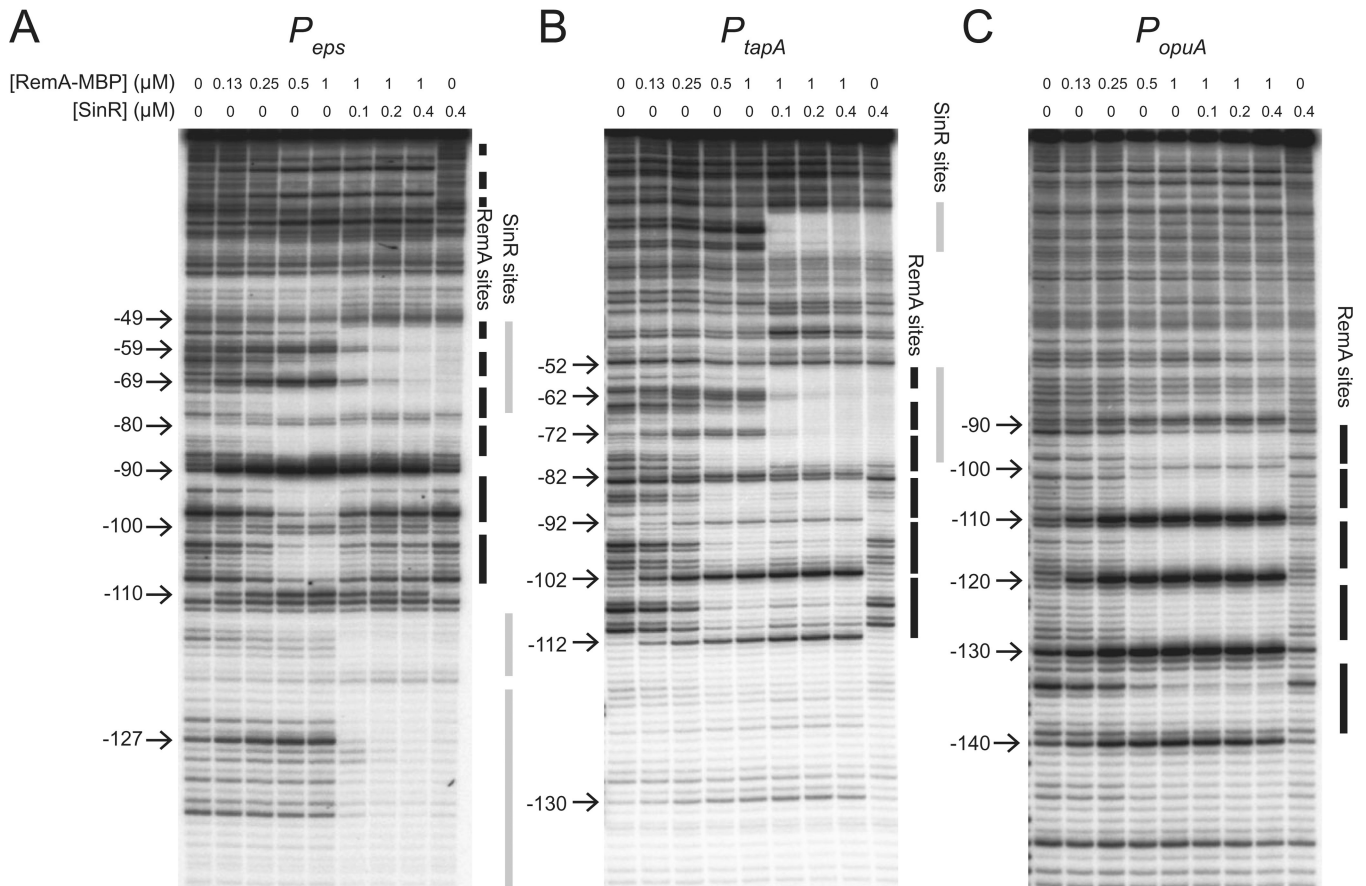 A
P eps
[RemA-MBP] (µM) 0 0.13 0.25 0.5 1 1 1 1 0
[SinR] (µM) 0 0 0 0 0 0.1 0.2 0.4 0.4
RemA sites
SinR sites
-49
-59
-69
-80
-90
-100
-110
-127
B
P tapA
0 0.13 0.25 0.5 1 1 1 1 0
0 0 0 0 0 0.1 0.2 0.4 0.4
SinR sites
RemA sites
-52
-62
-72
-82
-92
-102
-112
-130
C
P opuA
0 0.13 0.25 0.5 1 1 1 1 0
0 0 0 0 0 0.1 0.2 0.4 0.4
RemA sites
-90
-100
-110
-120
-130
-140